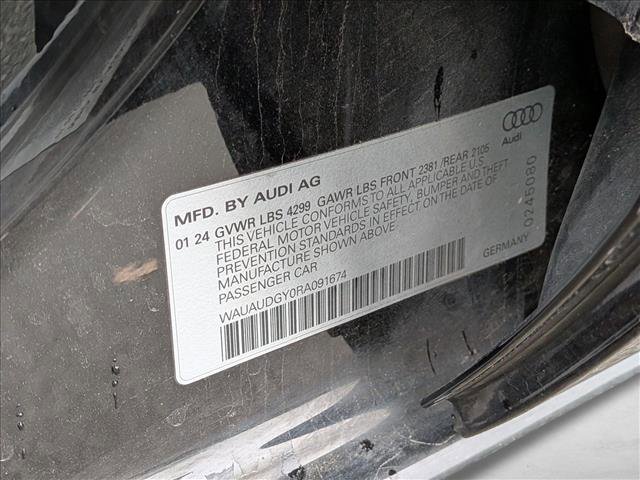 Audi
MFD. BY AUDI AG
01 24 GVWR LBS 4299 GAWR LBS FRONT 2381 /REAR 2105
THIS VEHICLE CONFORMS TO ALL APPLICABLE U.S
FEDERAL MOTOR VEHICLE SAFETY, BUMPER AND THEFT
PREVENTION STANDARDS IN EFFECT ON THE DATE OF
MANUFACTURE SHOWN ABOVE.
PASSENGER CAR
WAUAUDGY0RA091674
GERMANY
0245080